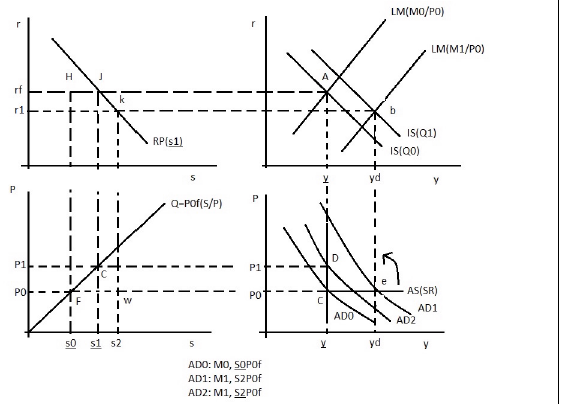 r
r
LM(M0/P0)
LM(M1/P0)
H
J
A
rf
k
r1
b
RP(s1)
IS(Q1)
IS(Q0)
s
y
yd
y
P
Q=P0f(S/P)
P
P1
C
P1
D
P0
F
w
P0
C
e
AS(SR)
AD0
AD2
AD1
s0
s1
s2
s
y
yd
y
AD0: M0, S0P0f
AD1: M1, S2P0f
AD2: M1, S2P0f